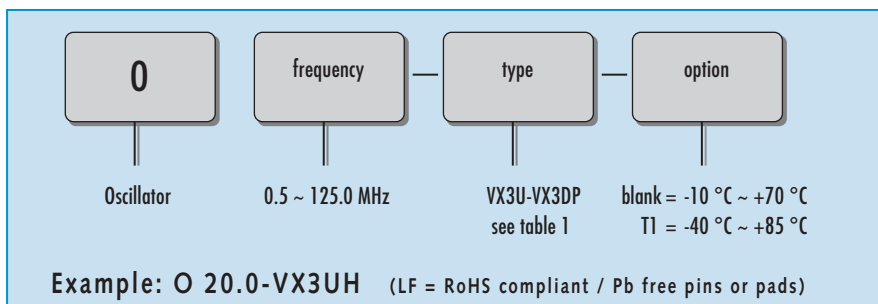 O
frequency — type — option
Oscillator
0.5 ~ 125.0 MHz
VX3U-VX3DP
see table 1
blank = -10 °C ~ +70 °C
T1 = -40 °C ~ +85 °C
Example: O 20.0-VX3UH (LF = RoHS compliant / Pb free pins or pads)